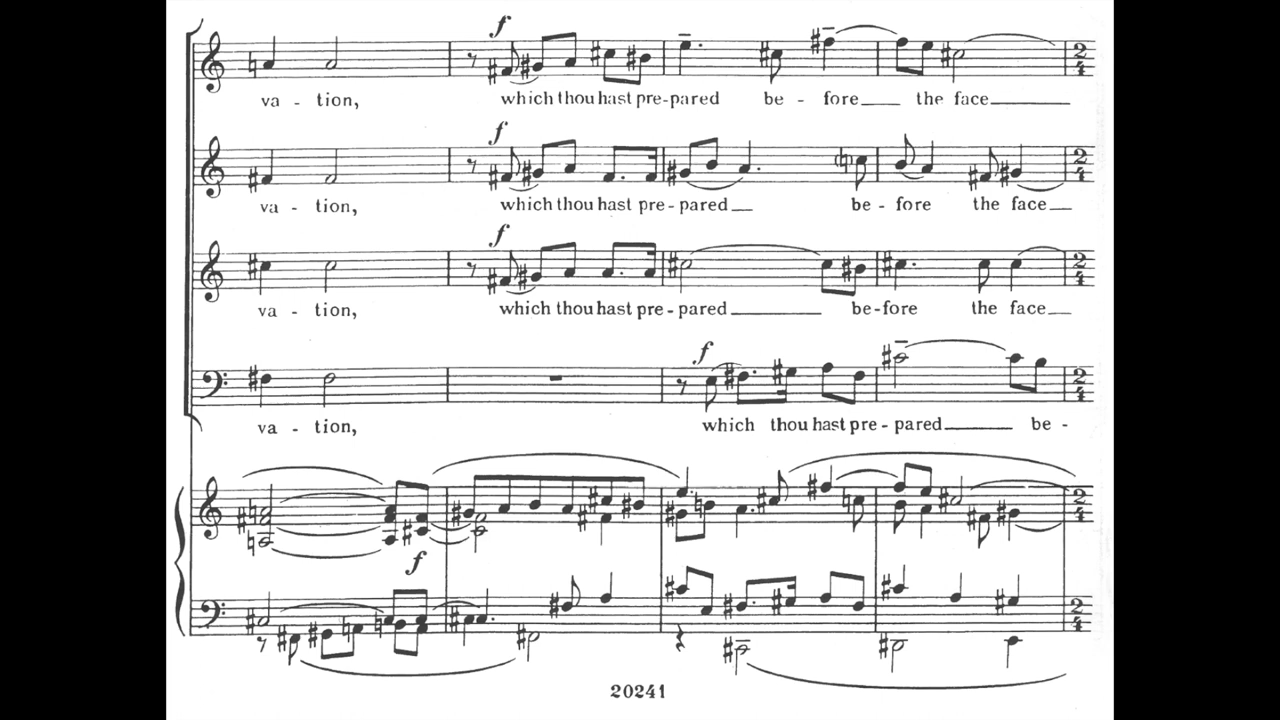 f
va - tion, which thou hast pre-pared be - fore the face
f
va - tion, which thou hast pre - pared be - fore the face
f
va - tion, which thou hast pre - pared be-fore the face
f
va - tion, which thou hast pre - pared be -
f
20241